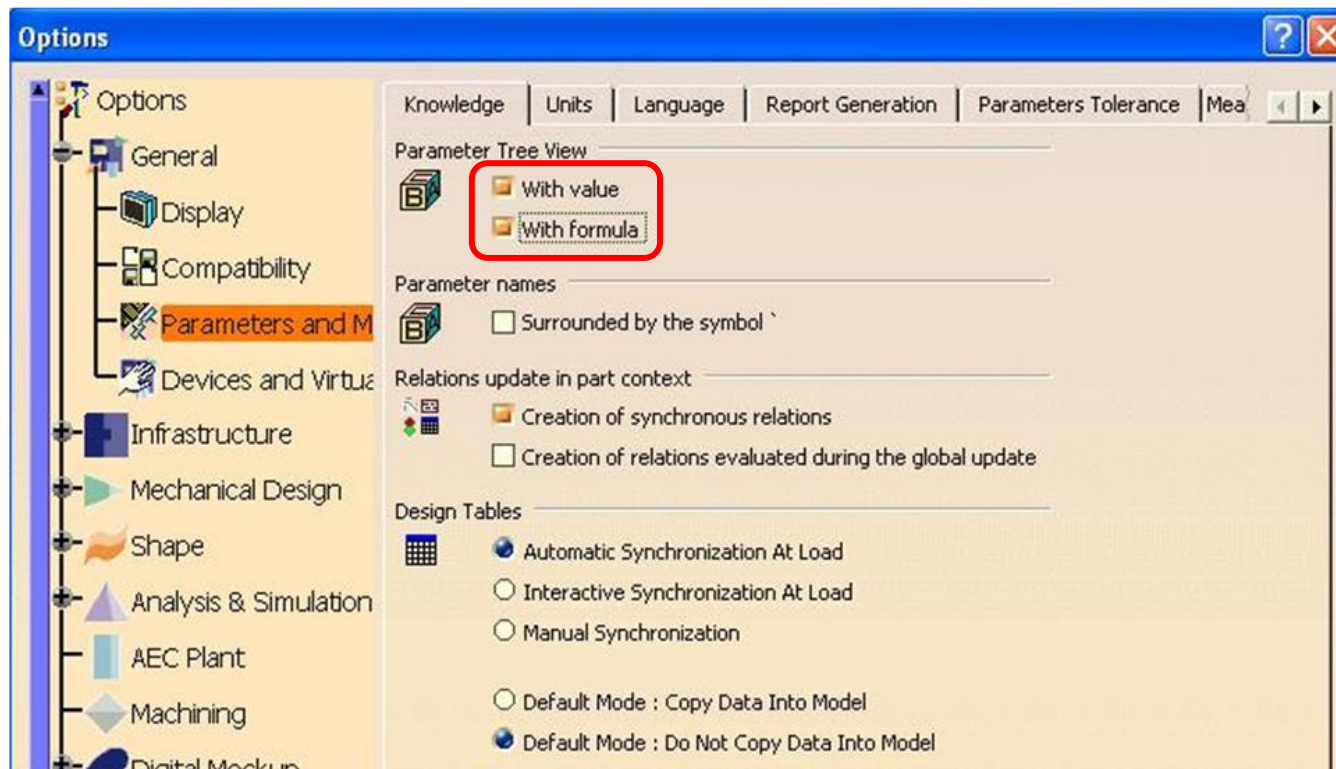 Options
Options
General
Display
Compatibility
Parameters and M
Devices and Virtua
Infrastructure
Mechanical Design
Shape
Analysis & Simulation
AEC Plant
Machining
Digital Mockup
Knowledge Units Language Report Generation Parameters Tolerance Mea
Parameter Tree View
With value
With formula
Parameter names
Surrounded by the symbol `
Relations update in part context
Creation of synchronous relations
Creation of relations evaluated during the global update
Design Tables
Automatic Synchronization At Load
Interactive Synchronization At Load
Manual Synchronization
Default Mode : Copy Data Into Model
Default Mode : Do Not Copy Data Into Model